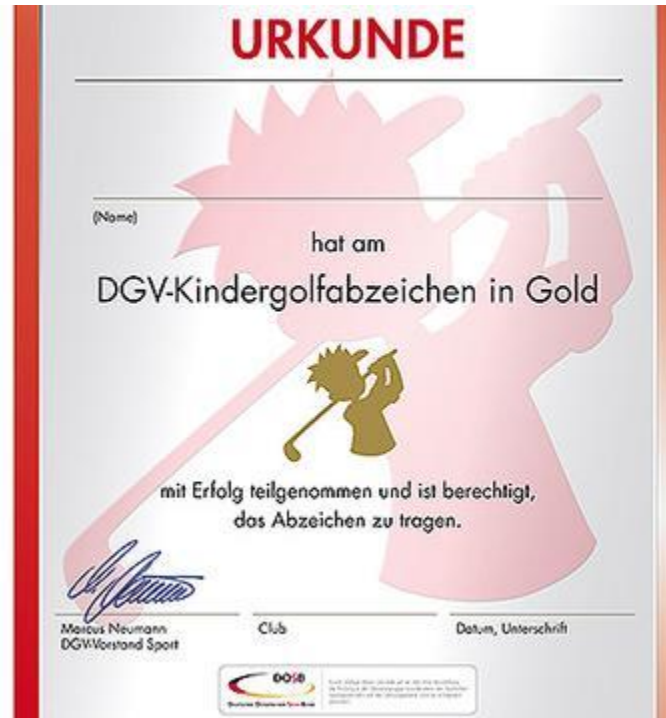 URKUNDE
(Name)
hat am
DGV-Kindergolfabzeichen in Gold
mit Erfolg teilgenommen und ist berechtigt,
das Abzeichen zu tragen.
Marcus Neumann
DGV-Vorstand Sport
Club
Datum, Unterschrift
DOSB